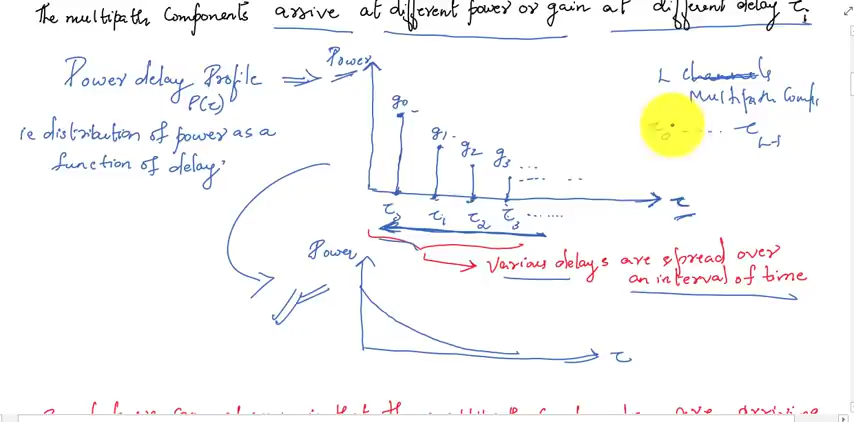 The multipath Components arrive at different power or gain at different delay τi
Power delay Profile
P(τ)
ie distribution of power as a
function of delay.
Power
g0
g1
g2
g3
....
τ0 τ1 τ2 τ3 .......
τ
L channels
Multipath Comp
τ0 ..... τL-1
Various delays are spread over
an interval of time
Power
τ